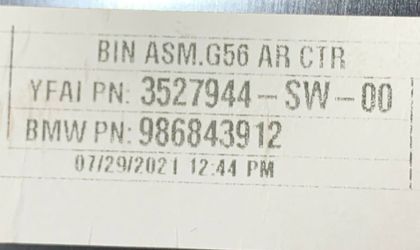 BIN ASM.G56 AR CTR
YFAI PN: 3527944-SW-00
BMW PN: 986843912
07/29/2021 12:44 PM